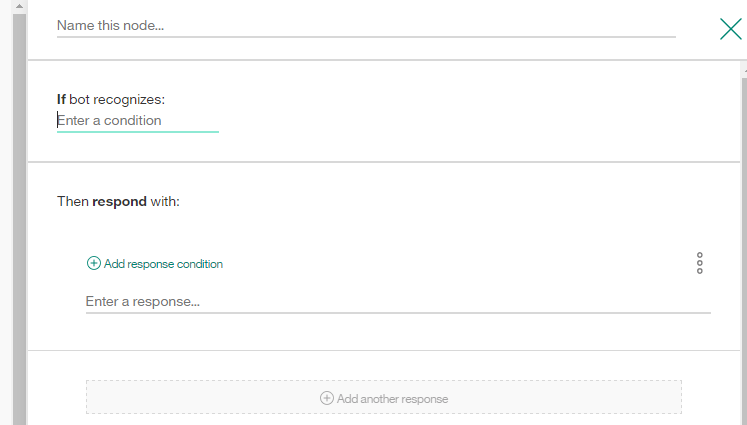 Name this node...
If bot recognizes:
Enter a condition
Then respond with:
Add response condition
Enter a response...
Add another response